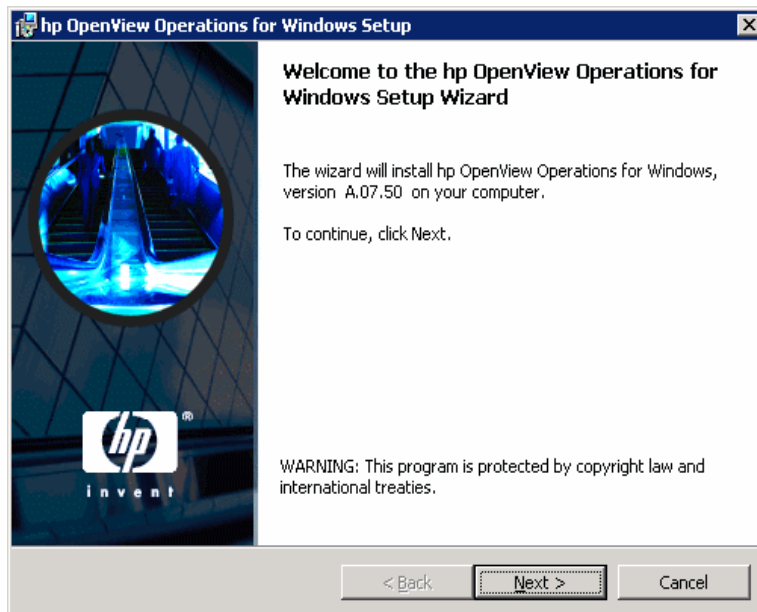 hp OpenView Operations for Windows Setup
Welcome to the hp OpenView Operations for
Windows Setup Wizard
The wizard will install hp OpenView Operations for Windows,
version A.07.50 on your computer.
To continue, click Next.
hp ®
invent
WARNING: This program is protected by copyright law and
international treaties.
< Back
Next >
Cancel